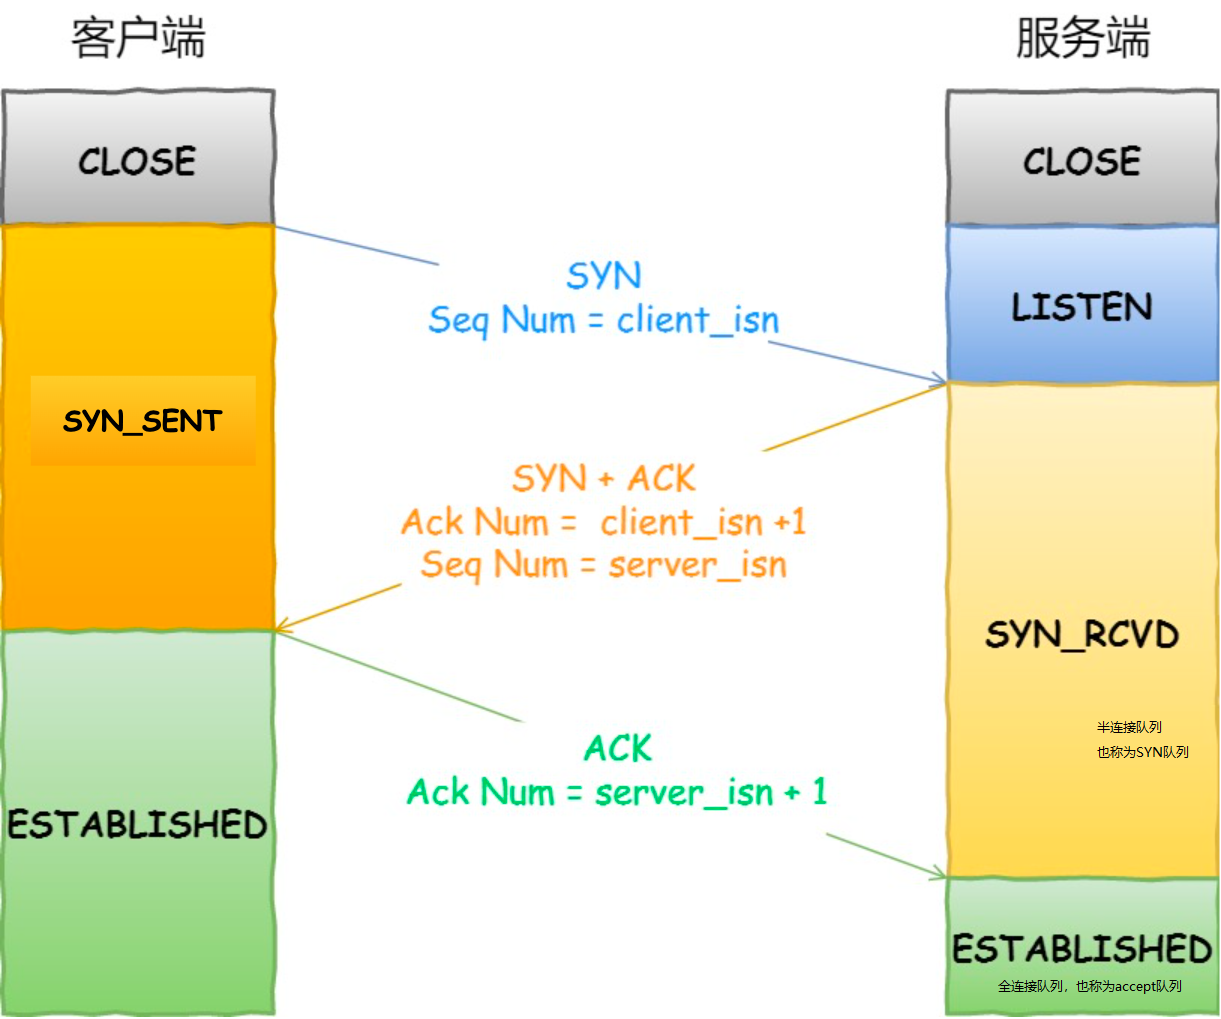 客户端
服务端
CLOSE
CLOSE
SYN
Seq Num = client_isn
LISTEN
SYN_SENT
SYN + ACK
Ack Num = client_isn +1
Seq Num = server_isn
SYN_RCVD
半连接队列
也称为SYN队列
ACK
Ack Num = server_isn + 1
ESTABLISHED
ESTABLISHED
全连接队列，也称为accept队列